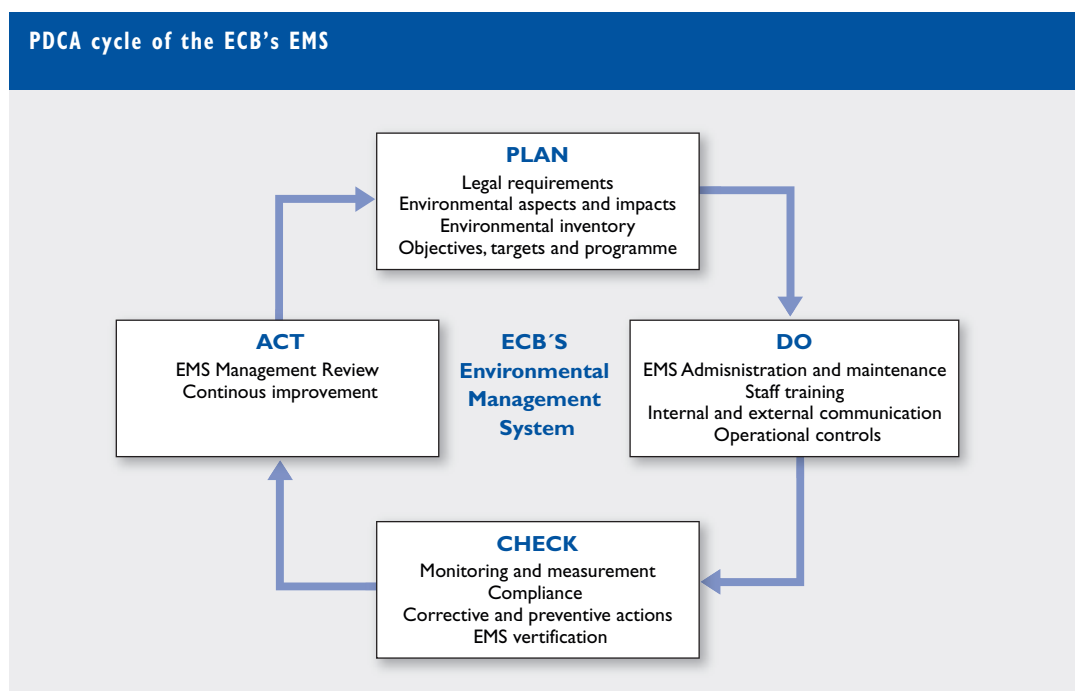 PDCA cycle of the ECB's EMS
PLAN
Legal requirements
Environmental aspects and impacts
Environmental inventory
Objectives, targets and programme
ACT
EMS Management Review
Continous improvement
ECB´S
Environmental
Management
System
DO
EMS Admisnistration and maintenance
Staff training
Internal and external communication
Operational controls
CHECK
Monitoring and measurement
Compliance
Corrective and preventive actions
EMS vertification